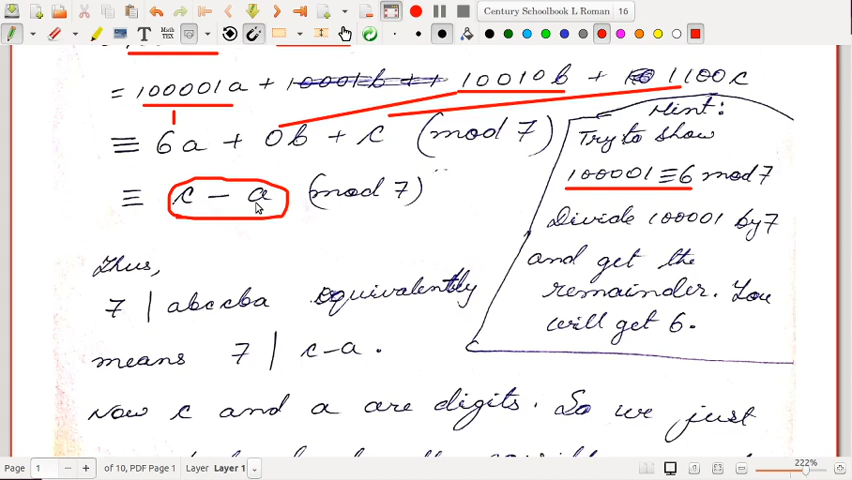 Century Schoolbook L Roman 16
= 100001a + 10010b + 1100c
≡ 6a + 0b + c (mod 7)
≡ c - a (mod 7)
Hint:
Try to show
100001 ≡ 6 mod 7
Divide 100001 by 7
and get the
remainder. You
will get 6.
Thus,
7 | abccba equivalently
means 7 | c-a.
Now c and a are digits. So we just
Page 1 of 10, PDF Page 1 Layer Layer 1 222%